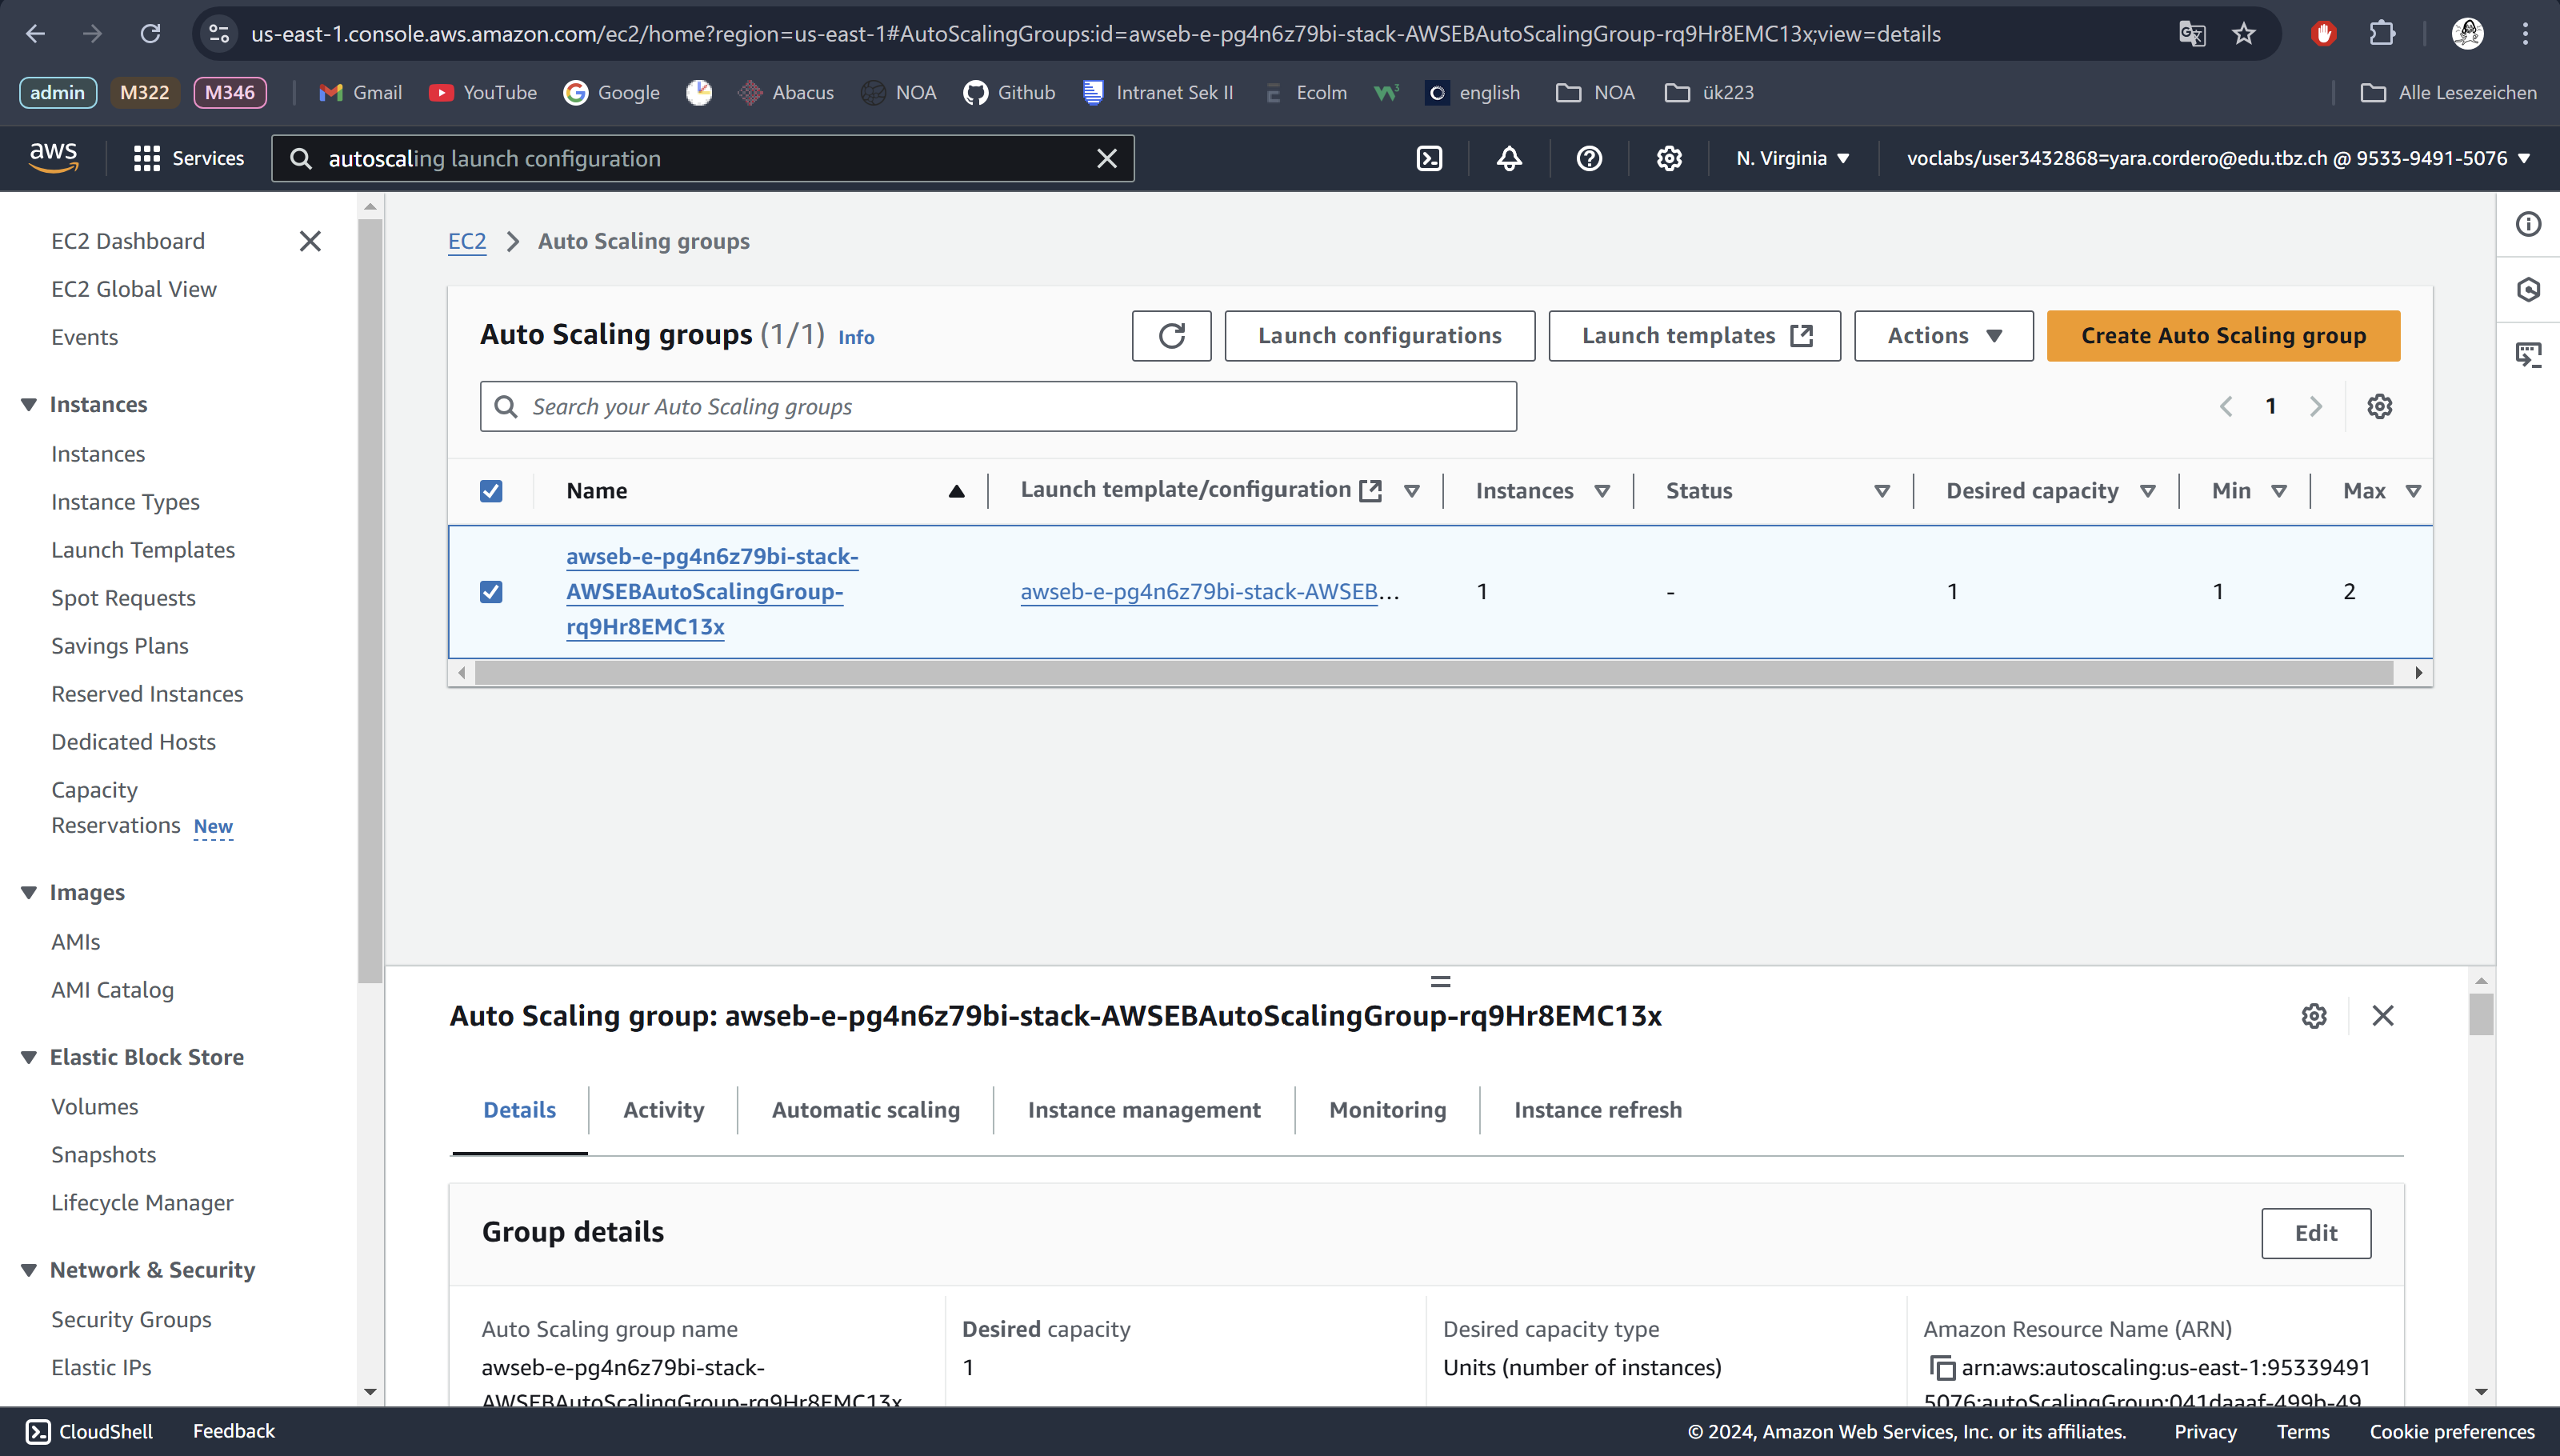 us-east-1.console.aws.amazon.com/ec2/home?region=us-east-1#AutoScalingGroups:id=awseb-e-pg4n6z79bi-stack-AWSEBAutoScalingGroup-rq9Hr8EMC13x;view=details
admin M322 M346 Gmail YouTube Google Abacus NOA Github Intranet Sek II Ecolm english NOA ük223 Alle Lesezeichen
aws Services autoscaling launch configuration N. Virginia voclabs/user3432868=yara.cordero@edu.tbz.ch @ 9533-9491-5076
EC2 Dashboard
EC2 Global View
Events
Instances
Instances
Instance Types
Launch Templates
Spot Requests
Savings Plans
Reserved Instances
Dedicated Hosts
Capacity
Reservations New
Images
AMIs
AMI Catalog
Elastic Block Store
Volumes
Snapshots
Lifecycle Manager
Network & Security
Security Groups
Elastic IPs
EC2 Auto Scaling groups
Auto Scaling groups (1/1) Info Launch configurations Launch templates Actions Create Auto Scaling group
Search your Auto Scaling groups 1
Name Launch template/configuration Instances Status Desired capacity Min Max
awseb-e-pg4n6z79bi-stack-
AWSEBAutoScalingGroup- awseb-e-pg4n6z79bi-stack-AWSEB... 1 - 1 1 2
rq9Hr8EMC13x
Auto Scaling group: awseb-e-pg4n6z79bi-stack-AWSEBAutoScalingGroup-rq9Hr8EMC13x
Details Activity Automatic scaling Instance management Monitoring Instance refresh
Group details Edit
Auto Scaling group name Desired capacity Desired capacity type Amazon Resource Name (ARN)
awseb-e-pg4n6z79bi-stack- 1 Units (number of instances) arn:aws:autoscaling:us-east-1:95339491
AWSEBAutoScalingGroup-rq9Hr8EMC13x 5076:autoScalingGroup:041daaaf-499b-49
CloudShell Feedback © 2024, Amazon Web Services, Inc. or its affiliates. Privacy Terms Cookie preferences